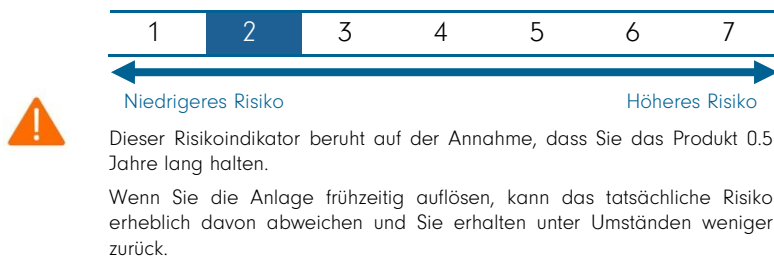 1 2 3 4 5 6 7
Niedrigeres Risiko Höheres Risiko
Dieser Risikoindikator beruht auf der Annahme, dass Sie das Produkt 0.5
Jahre lang halten.
Wenn Sie die Anlage frühzeitig auflösen, kann das tatsächliche Risiko
erheblich davon abweichen und Sie erhalten unter Umständen weniger
zurück.